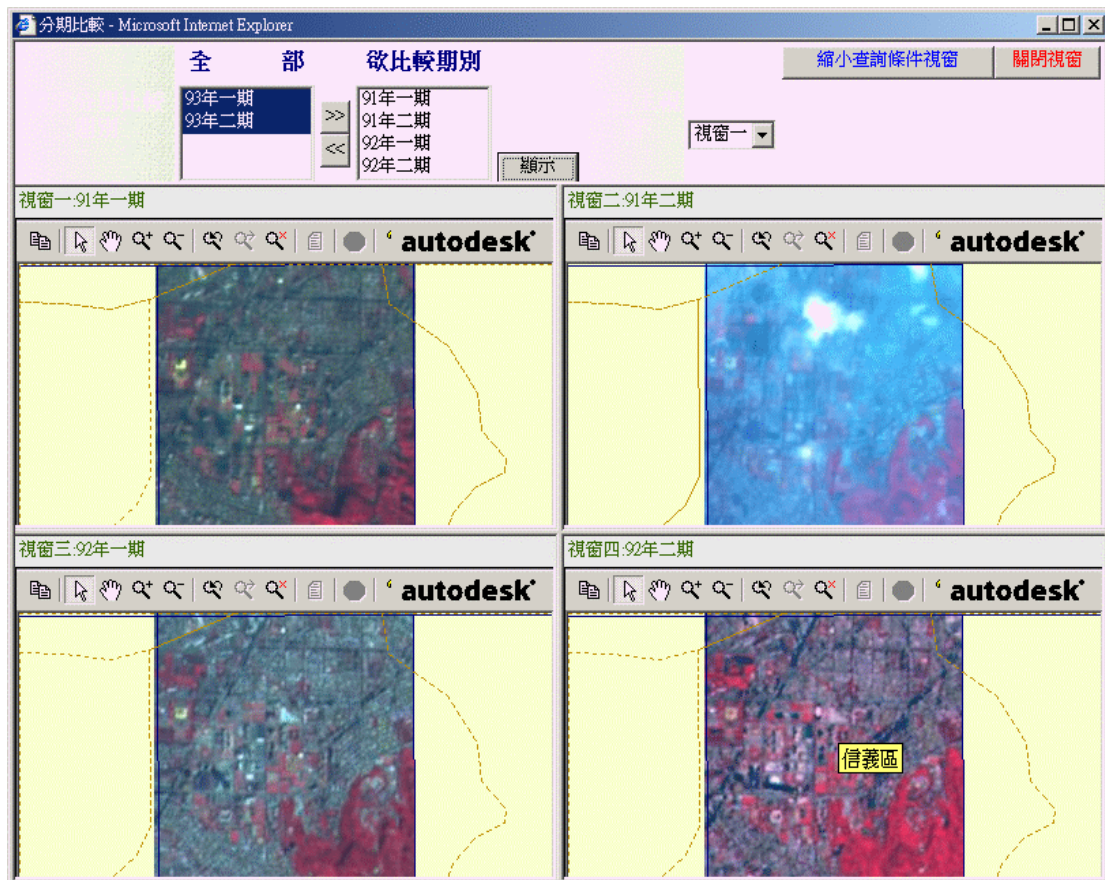 分期比較 - Microsoft Internet Explorer
全 部 欲比較期別
縮小查詢條件視窗 關閉視窗
93年一期
93年二期
>>
<<
91年一期
91年二期
92年一期
92年二期
顯示
視窗一
視窗一:91年一期
autodesk
視窗二:91年二期
autodesk
視窗三:92年一期
autodesk
視窗四:92年二期
autodesk
信義區